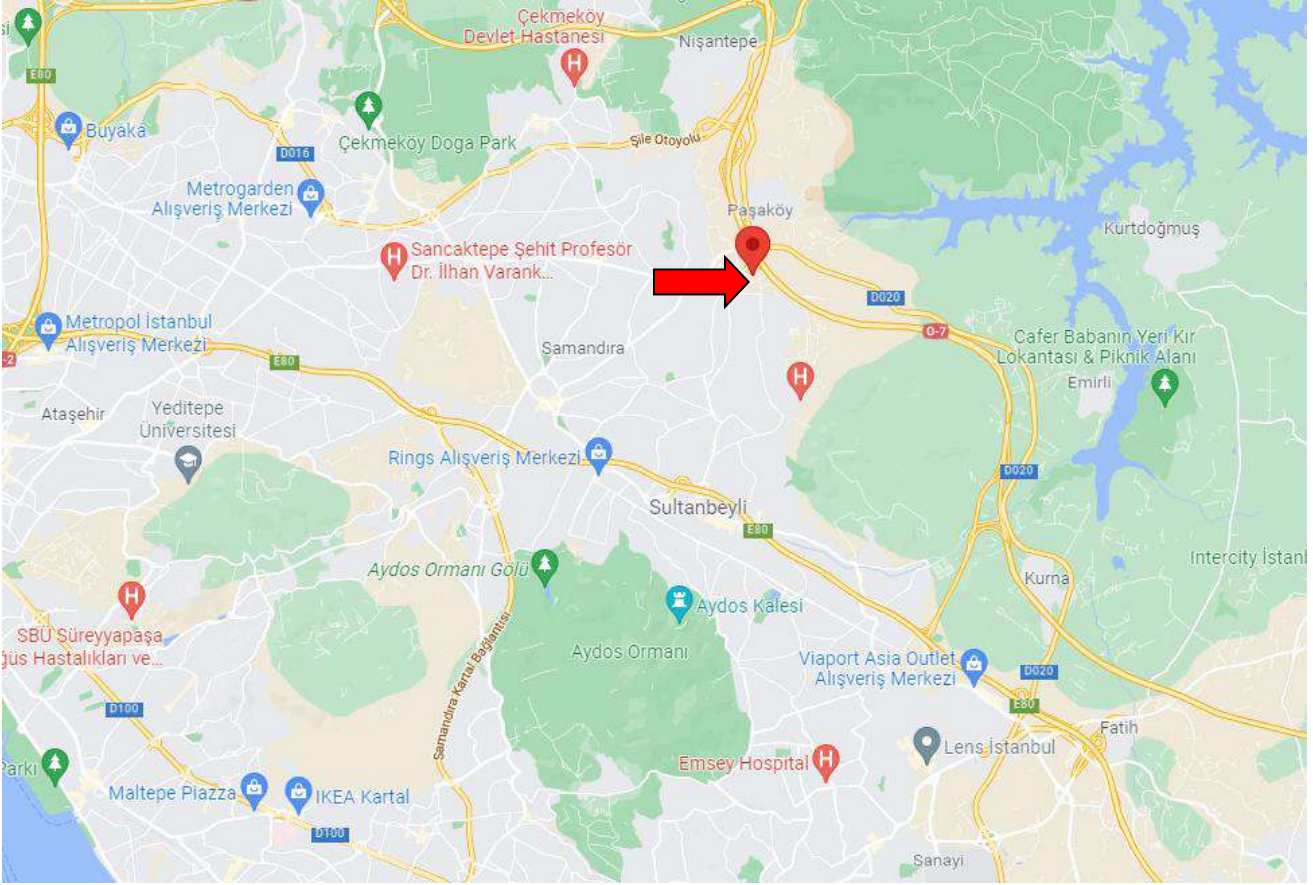 Çekmeköy
Devlet Hastanesi
Nişantepe
E80
Buyaka
Çekmeköy Doga Park
Şile Otoyolu
D016
Metrogarden
Alışveriş Merkezi
Paşaköy
Kurtdoğmuş
Sancaktepe Şehit Profesör
Dr. İlhan Varank...
D020
Metropol İstanbul
Alışveriş Merkezi
O-7
Cafer Babanın Yeri Kır
Lokantası & Piknik Alanı
-2
E80
Samandıra
Emirli
Ataşehir
Yeditepe
Üniversitesi
Rings Alışveriş Merkezi
D020
Sultanbeyli
E80
Intercity İstanl
Aydos Ormanı Gölü
Kurna
Aydos Kalesi
SBÜ Süreyyapaşa
ğüs Hastalıkları ve...
Aydos Ormanı
Viaport Asia Outlet
Alışveriş Merkezi
D020
Samandıra Kartal Bağlantısı
D100
E80
Fatih
Lens İstanbul
Parkı
Emsey Hospital
Maltepe Piazza
IKEA Kartal
D100
Sanayi